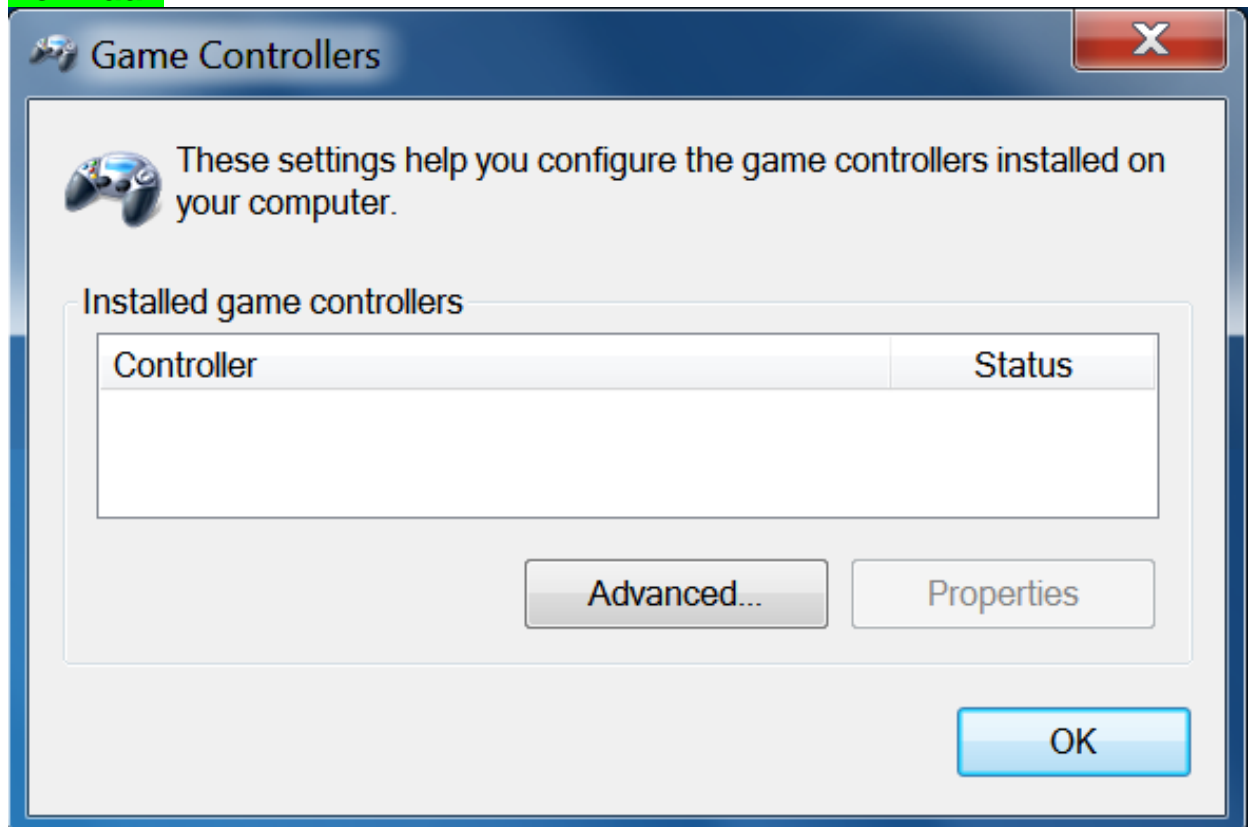 Game Controllers
These settings help you configure the game controllers installed on
your computer.
Installed game controllers
Controller Status
Advanced... Properties
OK